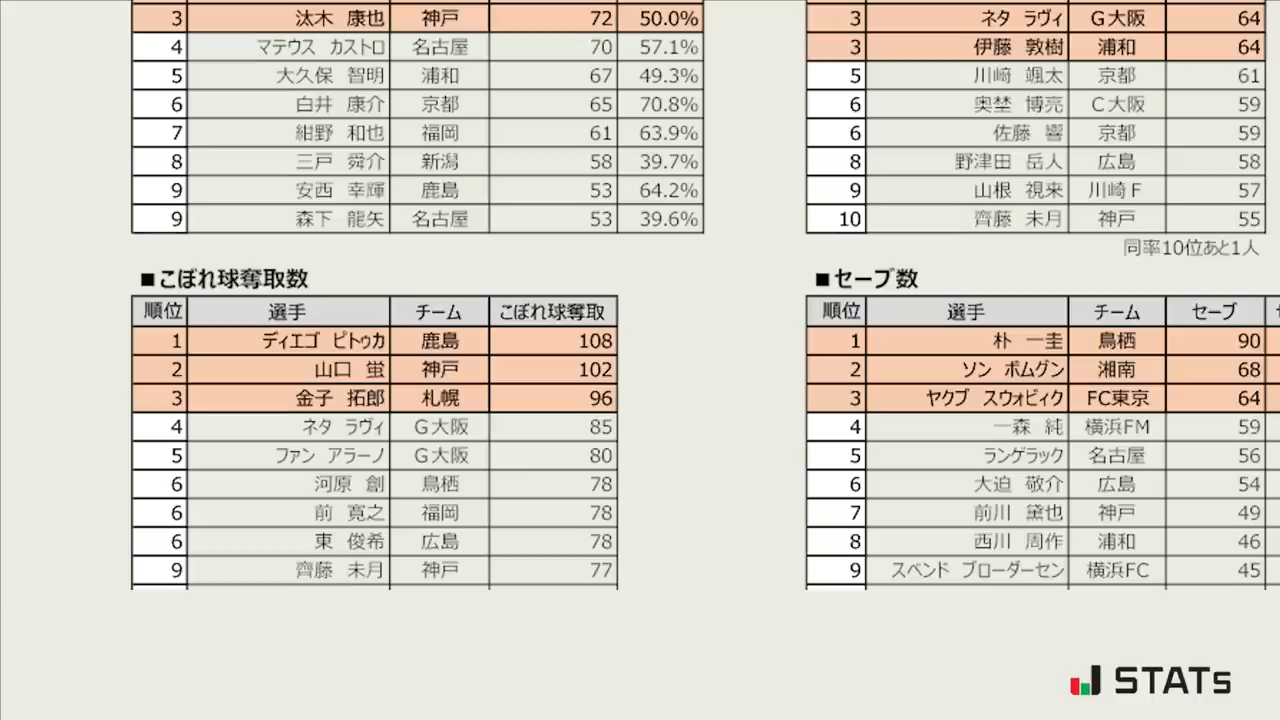 3 汰木 康也 神戸 72 50.0%
4 マテウス カストロ 名古屋 70 57.1%
5 大久保 智明 浦和 67 49.3%
6 白井 康介 京都 65 70.8%
7 紺野 和也 福岡 61 63.9%
8 三戸 舜介 新潟 58 39.7%
9 安西 幸輝 鹿島 53 64.2%
9 森下 龍矢 名古屋 53 39.6%
3 ネタ ラヴィ G大阪 64
3 伊藤 敦樹 浦和 64
5 川﨑 颯太 京都 61
6 奥埜 博亮 C大阪 59
6 佐藤 響 京都 59
8 野津田 岳人 広島 58
9 山根 視来 川崎F 57
10 齊藤 未月 神戸 55
同率10位あと1人
■こぼれ球奪取数
順位 選手 チーム こぼれ球奪取
1 ディエゴ ピトゥカ 鹿島 108
2 山口 蛍 神戸 102
3 金子 拓郎 札幌 96
4 ネタ ラヴィ G大阪 85
5 ファン アラーノ G大阪 80
6 河原 創 鳥栖 78
6 前 寛之 福岡 78
6 東 俊希 広島 78
9 齊藤 未月 神戸 77
■セーブ数
順位 選手 チーム セーブ
1 朴 一圭 鳥栖 90
2 ソン ボムグン 湘南 68
3 ヤクブ スウォビィク FC東京 64
4 一森 純 横浜FM 59
5 ランゲラック 名古屋 56
6 大迫 敬介 広島 54
7 前川 黛也 神戸 49
8 西川 周作 浦和 46
9 スベンド ブローダーセン 横浜FC 45
J STATs